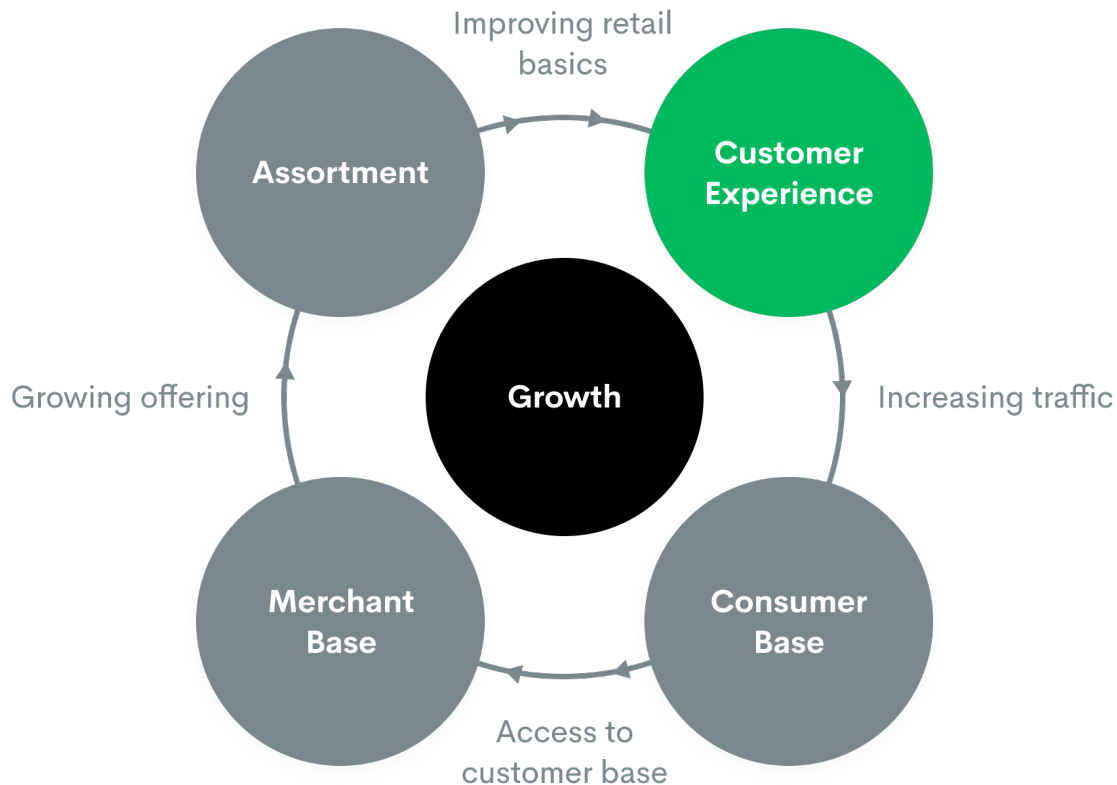 Improving retail
basics
Assortment
Customer
Experience
Growing offering
Growth
Increasing traffic
Merchant
Base
Consumer
Base
Access to
customer base